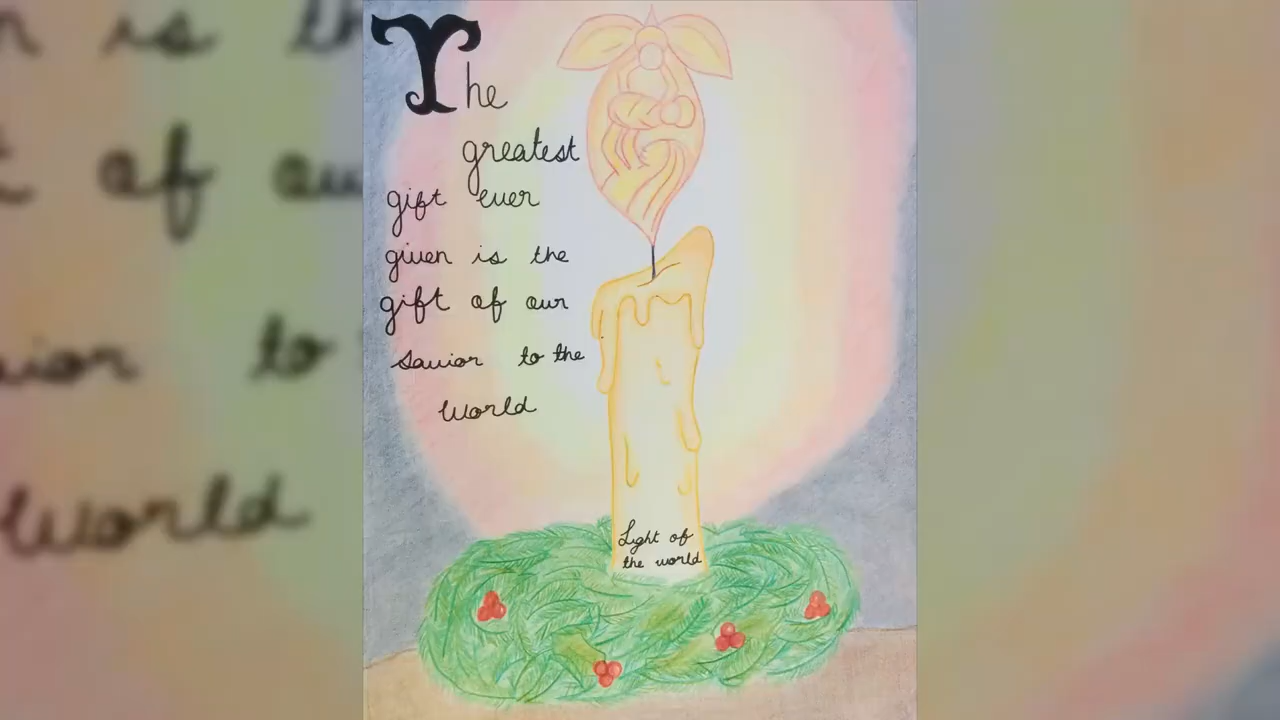 The
greatest
gift ever
given is the
gift of our
Savior to the
World
Light of
the world